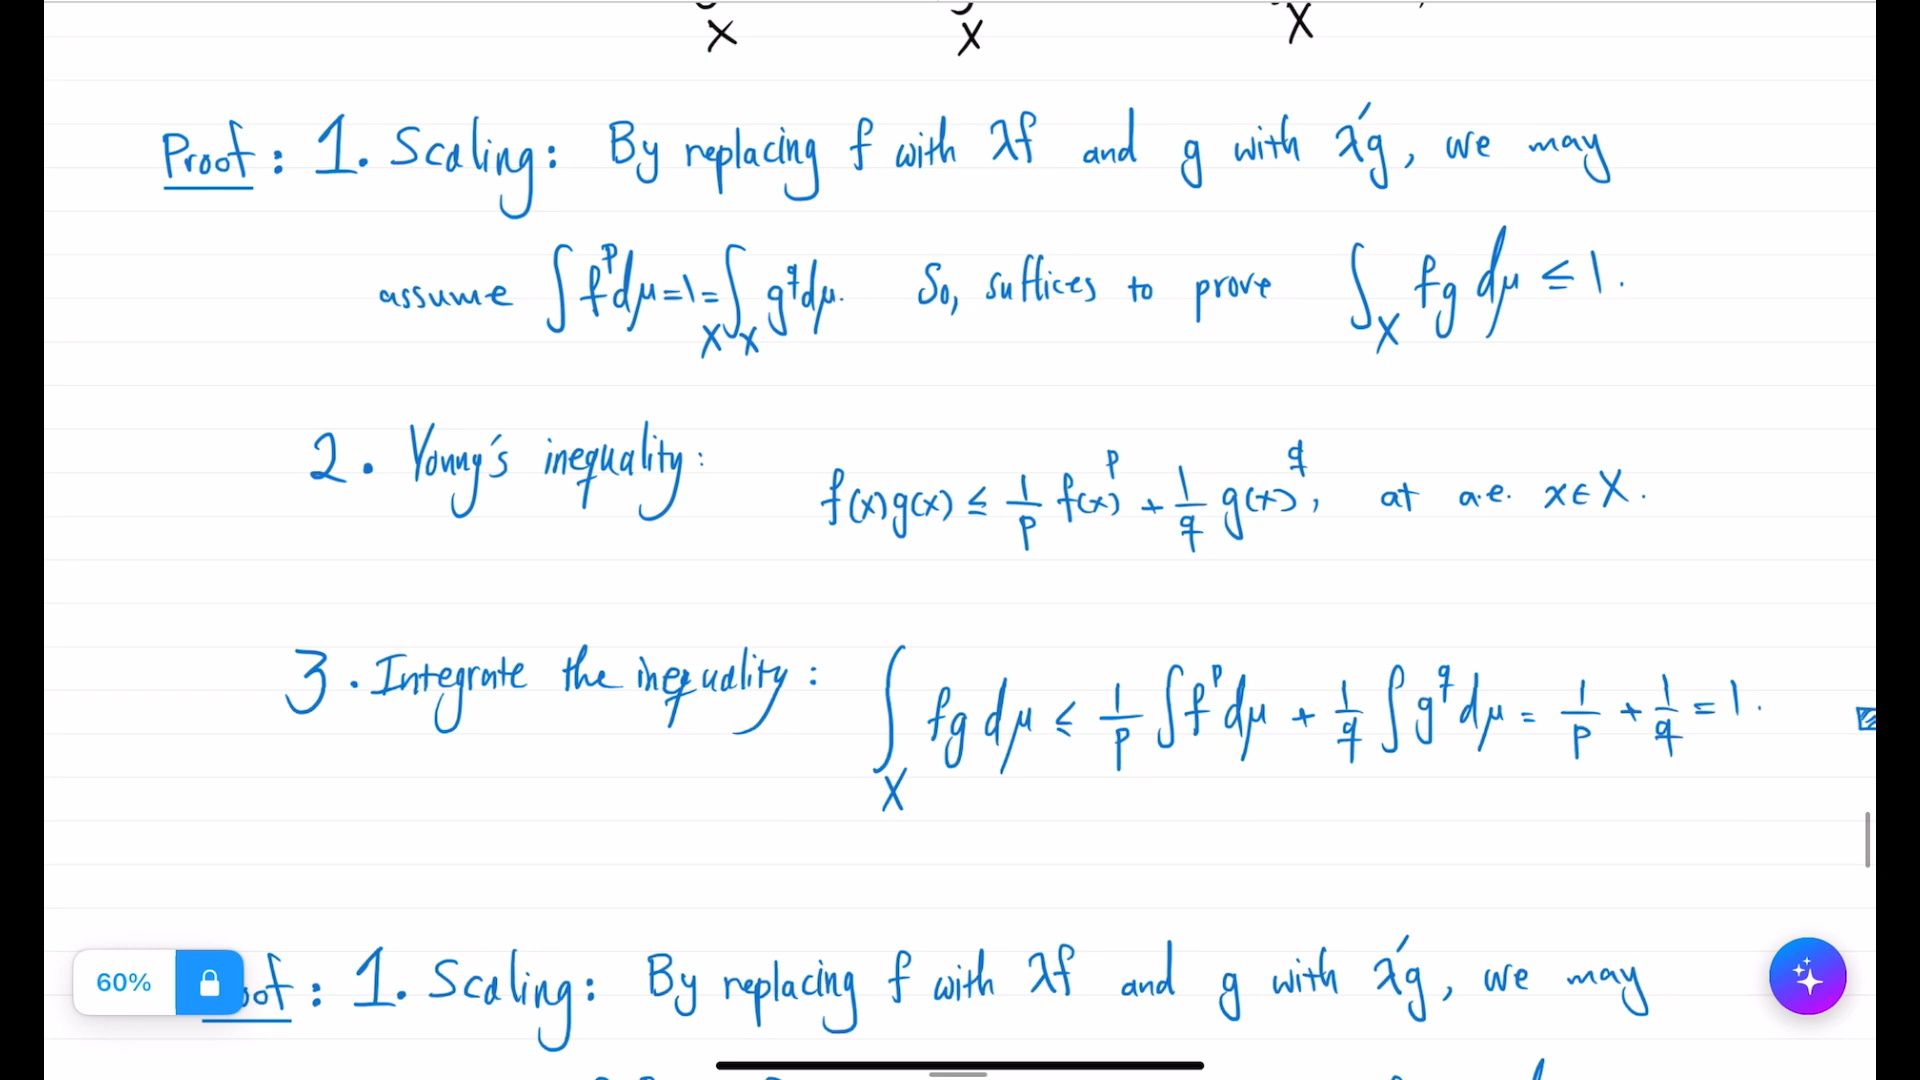 X X X
Proof: 1. Scaling: By replacing f with λf and g with λ'g, we may
assume ∫_X f^p dμ = 1 = ∫_X g^q dμ. So, suffices to prove ∫_X fg dμ ≤ 1.
2. Young's inequality: f(x)g(x) ≤ 1/p f(x)^p + 1/q g(x)^q, at a.e. x ∈ X.
3. Integrate the inequality: ∫_X fg dμ ≤ 1/p ∫ f^p dμ + 1/q ∫ g^q dμ = 1/p + 1/q = 1.
60%
oof: 1. Scaling: By replacing f with λf and g with λ'g, we may